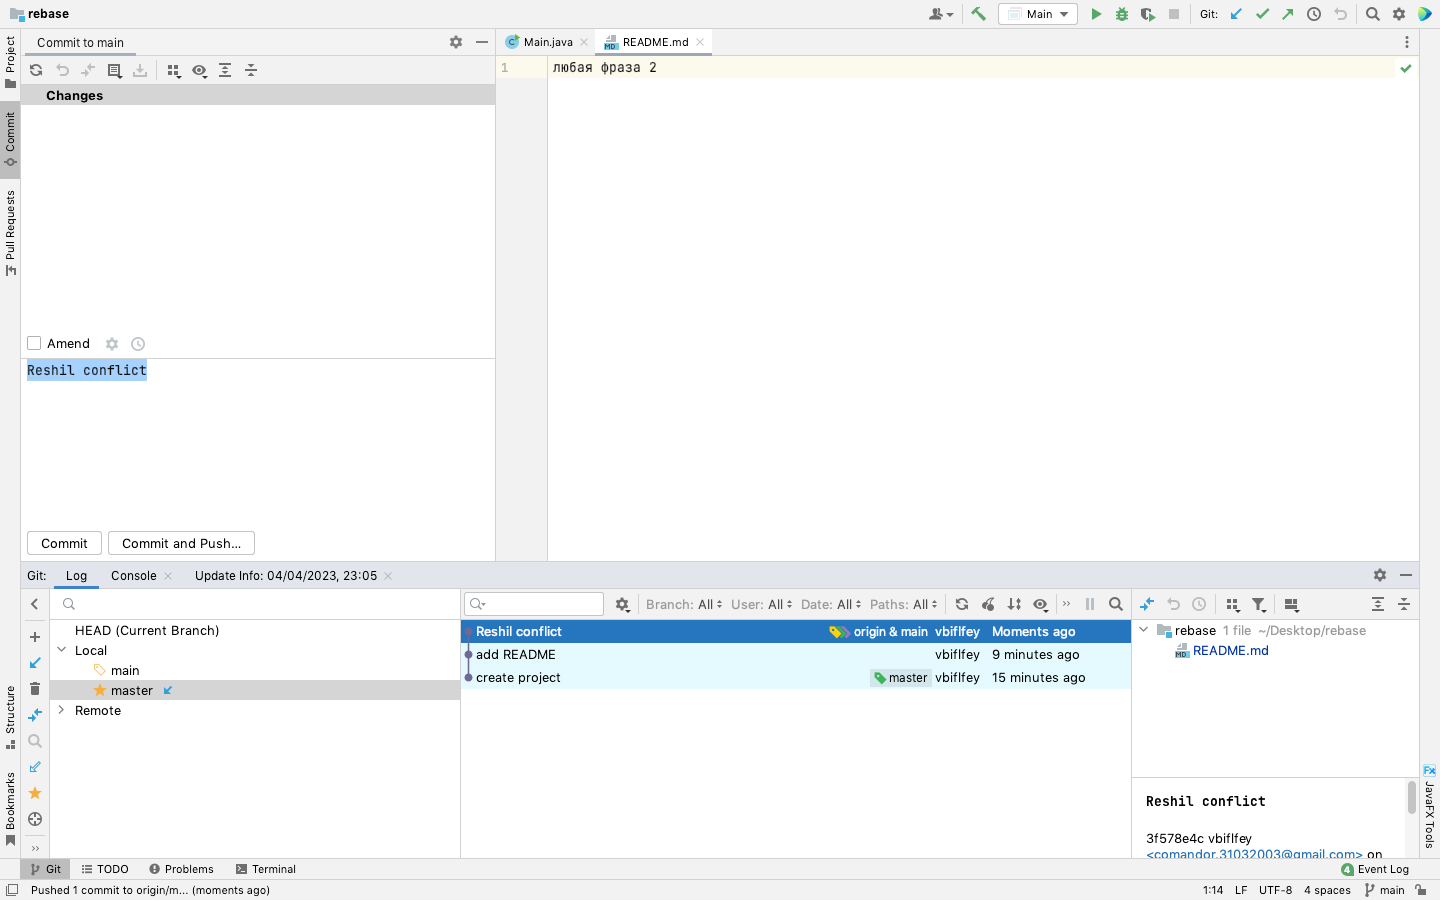 rebase
Main
Git:
Project
Commit
Pull Requests
Structure
Bookmarks
Commit to main
Changes
Amend
Reshil conflict
Commit
Commit and Push...
Main.java
README.md
1
любая фраза 2
Git:
Log
Console
Update Info: 04/04/2023, 23:05
HEAD (Current Branch)
Local
main
master
Remote
Branch: All
User: All
Date: All
Paths: All
Reshil conflict origin & main vbiflfey Moments ago
add README vbiflfey 9 minutes ago
create project master vbiflfey 15 minutes ago
rebase 1 file ~/Desktop/rebase
README.md
Reshil conflict
3f578e4c vbiflfey
<comandor.31032003@gmail.com> on
JavaFX Tools
Git
TODO
Problems
Terminal
4 Event Log
Pushed 1 commit to origin/m... (moments ago)
1:14 LF UTF-8 4 spaces main